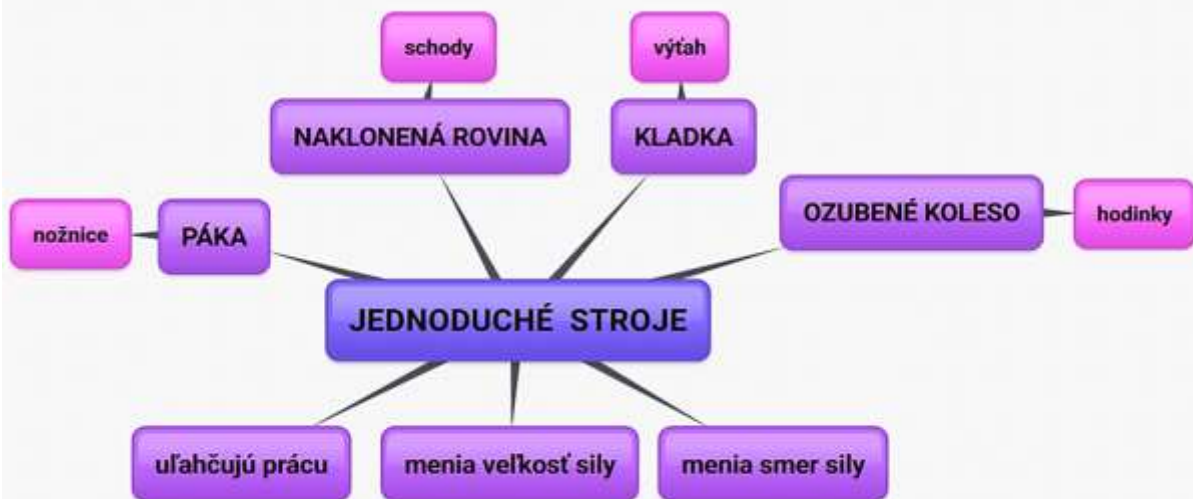 schody
výťah
NAKLONENÁ ROVINA
KLADKA
OZUBENÉ KOLESO
hodinky
nožnice
PÁKA
JEDNODUCHÉ STROJE
uľahčujú prácu
menia veľkosť sily
menia smer sily